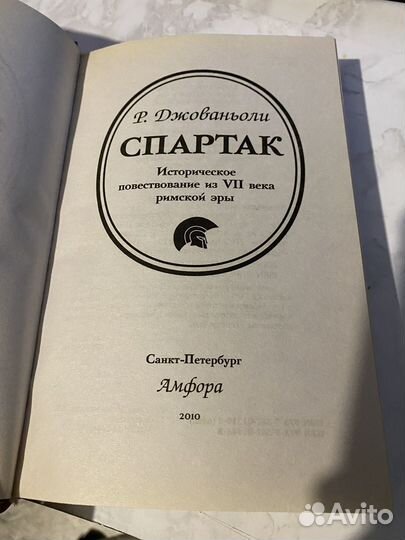 Р. Джованьоли
СПАРТАК
Историческое
повествование из VII века
римской эры
Санкт-Петербург
Амфора
2010
Avito